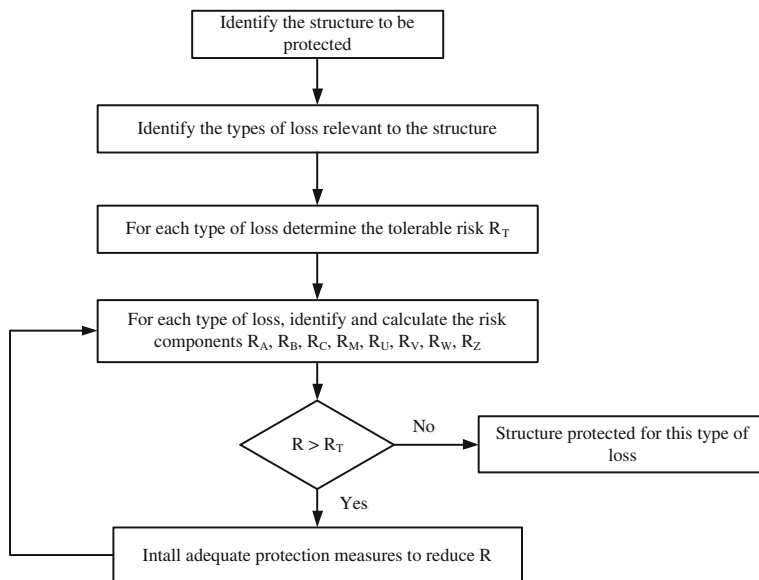 Identify the structure to be
protected
Identify the types of loss relevant to the structure
For each type of loss determine the tolerable risk R_T
For each type of loss, identify and calculate the risk
components R_A, R_B, R_C, R_M, R_U, R_V, R_W, R_Z
R > R_T
No
Structure protected for this type of
loss
Yes
Intall adequate protection measures to reduce R